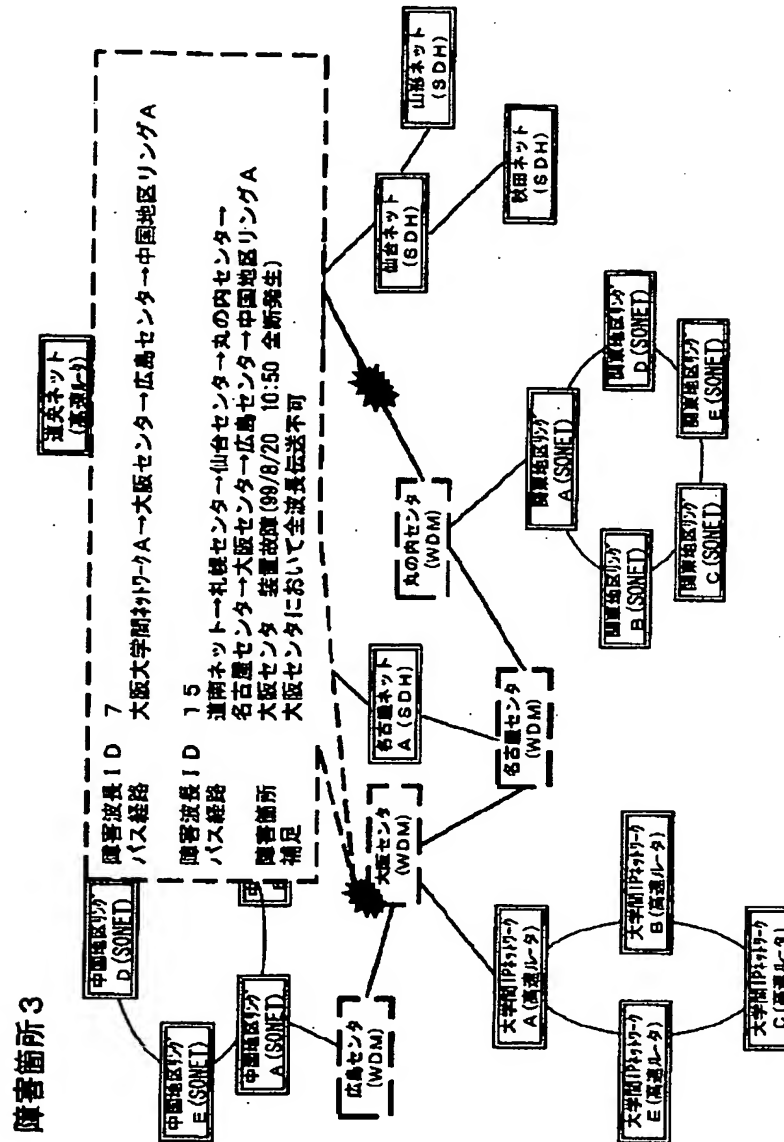 障害箇所3
障害波長ID 7
パス経路 大阪大学間ネットワークA→大阪センター→広島センター→中国地区リングA
障害波長ID 15
パス経路 道南ネット→札幌センター→仙台センター→丸の内センター→
名古屋センター→大阪センター→広島センター→中国地区リングA
障害箇所 大阪センタ 装置故障(99/8/20 10:50 全断発生)
補足 大阪センタにおいて全波長伝送不可
道央ネット
(高速ルータ)
中国地区リング
D(SONET)
中国地区リング
E(SONET)
中国地区リング
A(SONET)
広島センタ
(WDM)
大阪センタ
(WDM)
名古屋ネット
A(SDH)
名古屋センタ
(WDM)
丸の内センタ
(WDM)
仙台ネット
(SDH)
山形ネット
(SDH)
秋田ネット
(SDH)
関東地区リング
A(SONET)
関東地区リング
B(SONET)
関東地区リング
C(SONET)
関東地区リング
D(SONET)
関東地区リング
E(SONET)
大学間IPネットワーク
A(高速ルータ)
大学間IPネットワーク
B(高速ルータ)
大学間IPネットワーク
E(高速ルータ)
大学間IPネットワーク
C(高速ルータ)